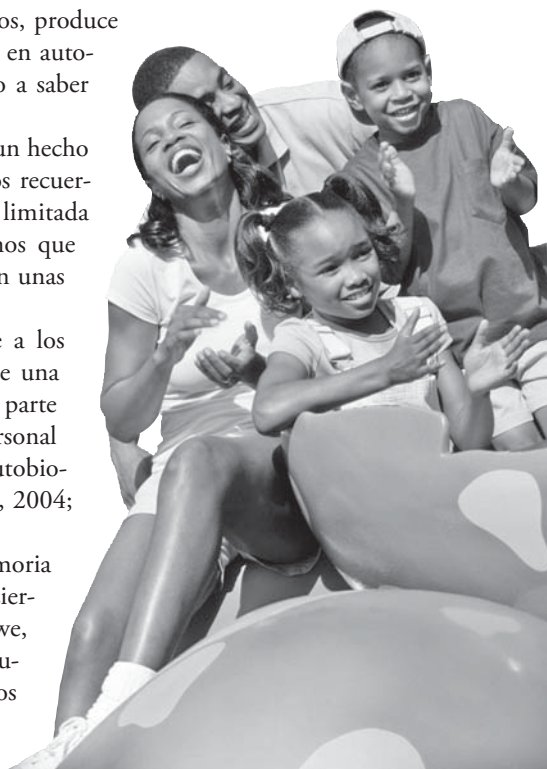 os, produce
en auto-
o a saber
un hecho
os recuer-
limitada
nos que
n unas
e a los
e una
parte
rsonal
utobio-
, 2004;
moria
ier-
we,
u-
os